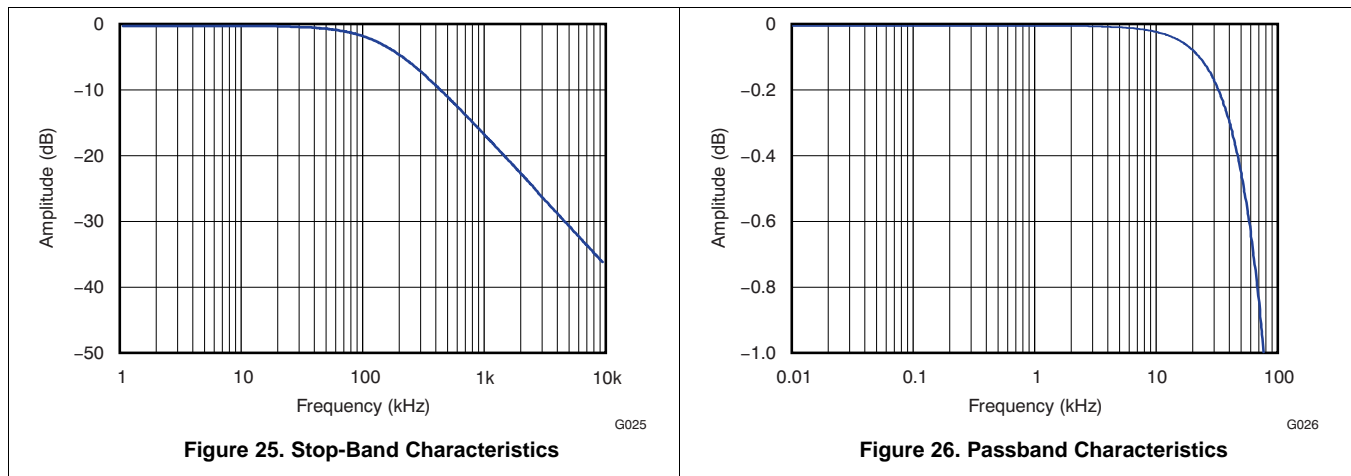 0
−10
−20
−30
−40
−50
Amplitude (dB)
1 10 100 1k 10k
Frequency (kHz)
G025
Figure 25. Stop-Band Characteristics
0
−0.2
−0.4
−0.6
−0.8
−1.0
Amplitude (dB)
0.01 0.1 1 10 100
Frequency (kHz)
G026
Figure 26. Passband Characteristics